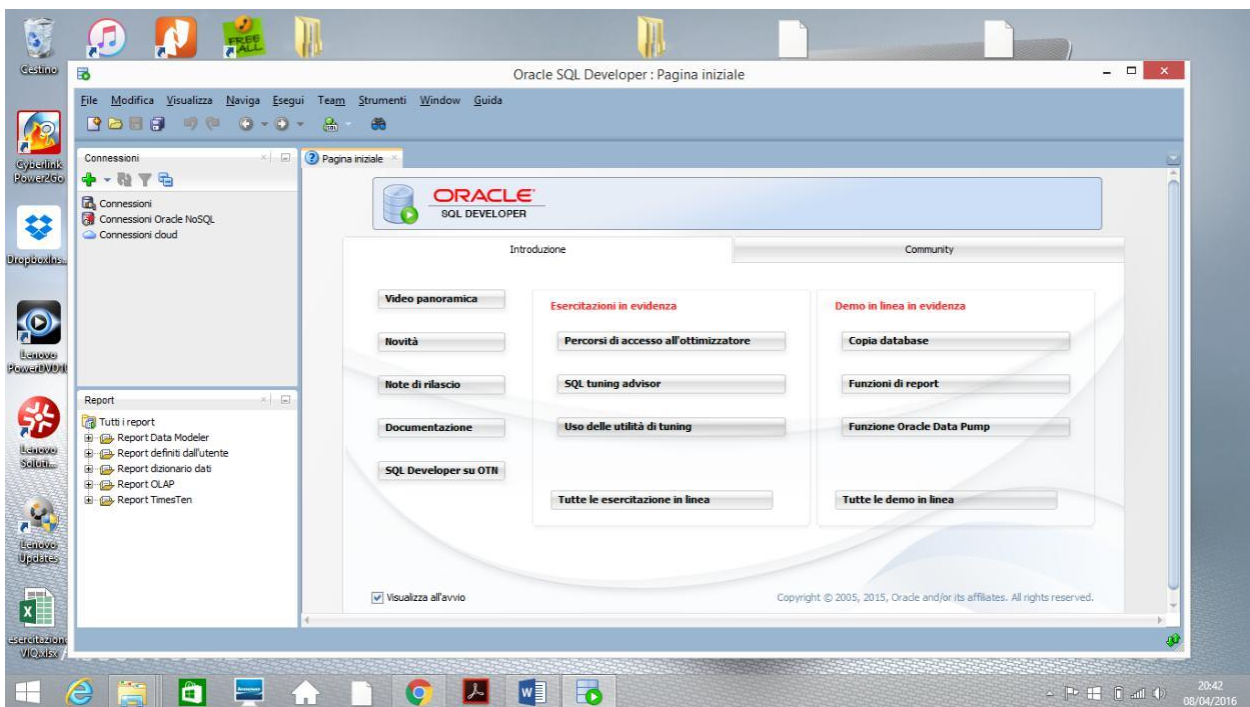 Cestino
FREE
ALL
Oracle SQL Developer : Pagina iniziale
File Modifica Visualizza Naviga Esegui Team Strumenti Window Guida
Cyberlink
Power2Go
Connessioni
Connessioni
Connessioni Oracle NoSQL
Connessioni cloud
Pagina iniziale
ORACLE
SQL DEVELOPER
Introduzione
Community
DropboxIns...
Video panoramica
Novità
Note di rilascio
Documentazione
SQL Developer su OTN
Esercitazioni in evidenza
Percorsi di accesso all'ottimizzatore
SQL tuning advisor
Uso delle utilità di tuning
Tutte le esercitazione in linea
Demo in linea in evidenza
Copia database
Funzioni di report
Funzione Oracle Data Pump
Tutte le demo in linea
Lenovo
Report
Tutti i report
Report Data Modeler
Report definiti dall'utente
Report dizionario dati
Report OLAP
Report TimesTen
Lenovo
Lenovo
Updates
Visualizza all'avvio
Copyright © 2005, 2015, Oracle and/or its affiliates. All rights reserved.
esercitazione
20:42
08/04/2016